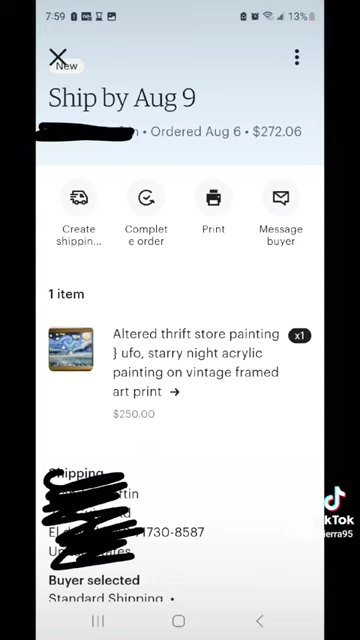 7:59
13%
New
Ship by Aug 9
• Ordered Aug 6 • $272.06
Create
shippin...
Complet
e order
Print
Message
buyer
1 item
Altered thrift store painting
} ufo, starry night acrylic
painting on vintage framed
art print →
x1
$250.00
Shipping
1730-8587
Buyer selected
Standard Shipping •